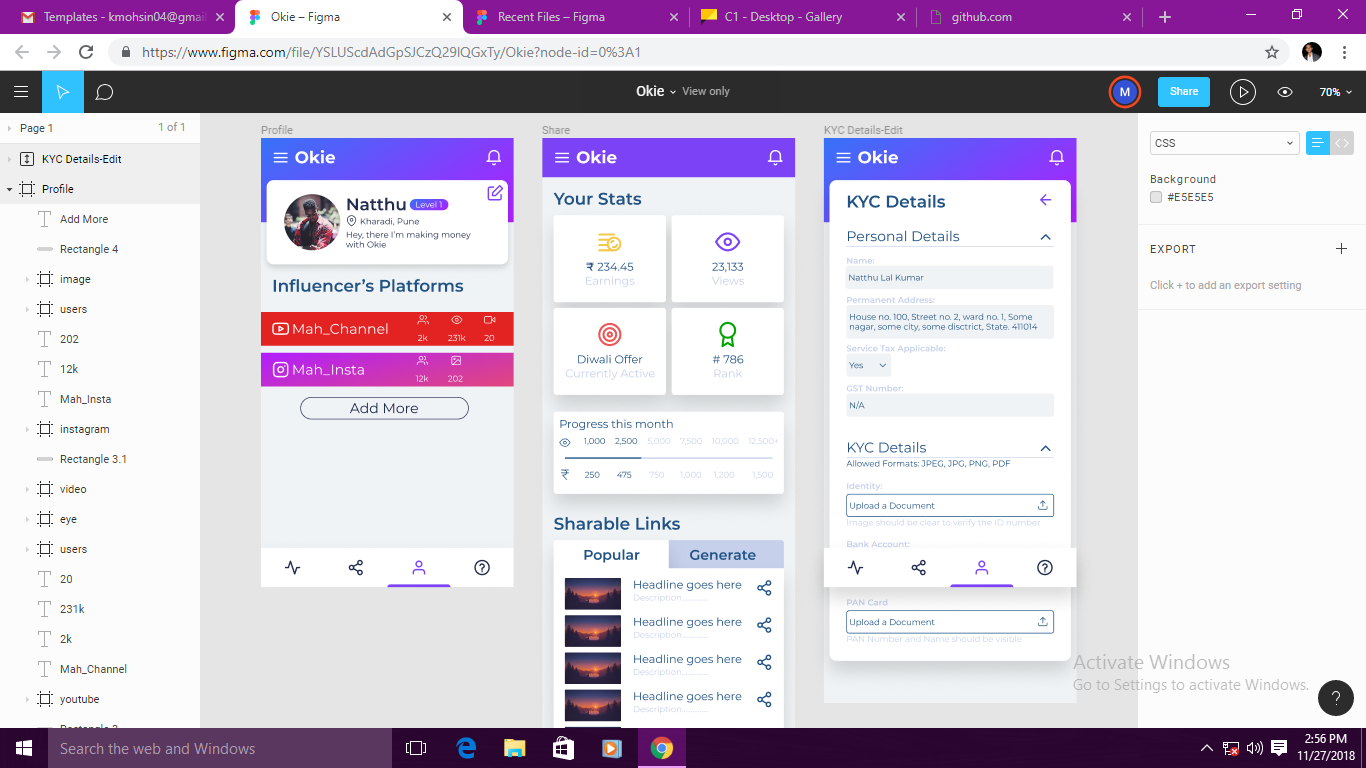 Templates - kmohsin04@gmai
Okie – Figma
Recent Files – Figma
C1 - Desktop - Gallery
github.com
https://www.figma.com/file/YSLUScdAdGpSJCzQ29lQGxTy/Okie?node-id=0%3A1
Okie View only
M
Share
70%
Page 1
1 of 1
KYC Details-Edit
Profile
Add More
Rectangle 4
image
users
202
12k
Mah_Insta
instagram
Rectangle 3.1
video
eye
users
20
231k
2k
Mah_Channel
youtube
Profile
Okie
Natthu Level 1
Kharadi, Pune
Hey, there I’m making money
with Okie
Influencer’s Platforms
Mah_Channel
2k 231k 20
Mah_Insta
12k 202
Add More
Share
Okie
Your Stats
₹ 234.45
Earnings
23,133
Views
Diwali Offer
Currently Active
# 786
Rank
Progress this month
1,000 2,500 5,000 7,500 10,000 12,500+
₹ 250 475 750 1,000 1,200 1,500
Sharable Links
Popular Generate
Headline goes here
Description..............
Headline goes here
Description..............
Headline goes here
Description..............
Headline goes here
Description..............
KYC Details-Edit
Okie
KYC Details
Personal Details
Name:
Natthu Lal Kumar
Permanent Address:
House no. 100, Street no. 2, ward no. 1, Some
nagar, some city, some disctrict, State. 411014
Service Tax Applicable:
Yes
GST Number:
N/A
KYC Details
Allowed Formats: JPEG, JPG, PNG, PDF
Identity:
Upload a Document
Image should be clear to verify the ID number
Bank Account:
PAN Card
Upload a Document
PAN Number and Name should be visible
CSS
Background
#E5E5E5
EXPORT
Click + to add an export setting
Activate Windows
Go to Settings to activate Windows.
?
Search the web and Windows
2:56 PM
11/27/2018